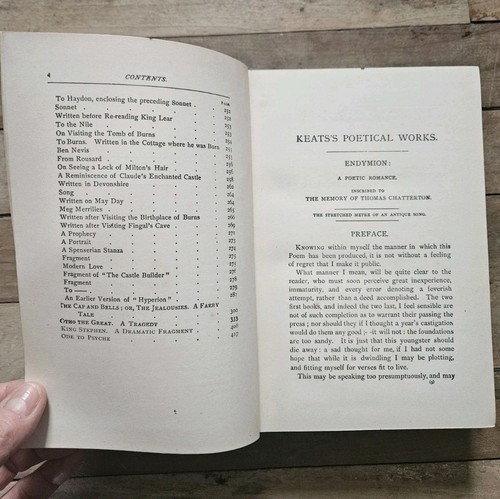 4
CONTENTS.
PAGE
To Haydon, enclosing the preceding Sonnet . 252
Sonnet . . . 252
Written before Re-reading King Lear 252
To the Nile 253
On Visiting the Tomb of Burns
To Burns. Written in the Cottage where he was Born
Ben Nevis
From Ronsard
On Seeing a Lock of Milton's Hair
A Reminiscence of Claude's Enchanted Castle
Written in Devonshire
Song
Written on May Day 264
Meg Merrilies
Written after Visiting the Birthplace of Burns
Written after Visiting Fingal's Cave
A Prophecy 271
A Portrait
A Spenserian Stanza
Fragment
Modern Love
Fragment of "The Castle Builder"
Fragment
To ——
An Earlier Version of "Hyperion" 281
The Cap and Bells; or, The Jealousies. A Faery
Tale 300
Otho the Great. A Tragedy 333
King Stephen. A Dramatic Fragment 408
Ode to Psyche 417
KEATS'S POETICAL WORKS.
ENDYMION:
A POETIC ROMANCE.
INSCRIBED TO
THE MEMORY OF THOMAS CHATTERTON.
THE STRETCHED METRE OF AN ANTIQUE SONG.
PREFACE.
Knowing within myself the manner in which this
Poem has been produced, it is not without a feeling
of regret that I make it public.
What manner I mean, will be quite clear to the
reader, who must soon perceive great inexperience,
immaturity, and every error denoting a feverish
attempt, rather than a deed accomplished. The two
first books, and indeed the two last, I feel sensible are
not of such completion as to warrant their passing the
press; nor should they if I thought a year's castigation
would do them any good;—it will not: the foundations
are too sandy. It is just that this youngster should
die away: a sad thought for me, if I had not some
hope that while it is dwindling I may be plotting,
and fitting myself for verses fit to live.
This may be speaking too presumptuously, and may